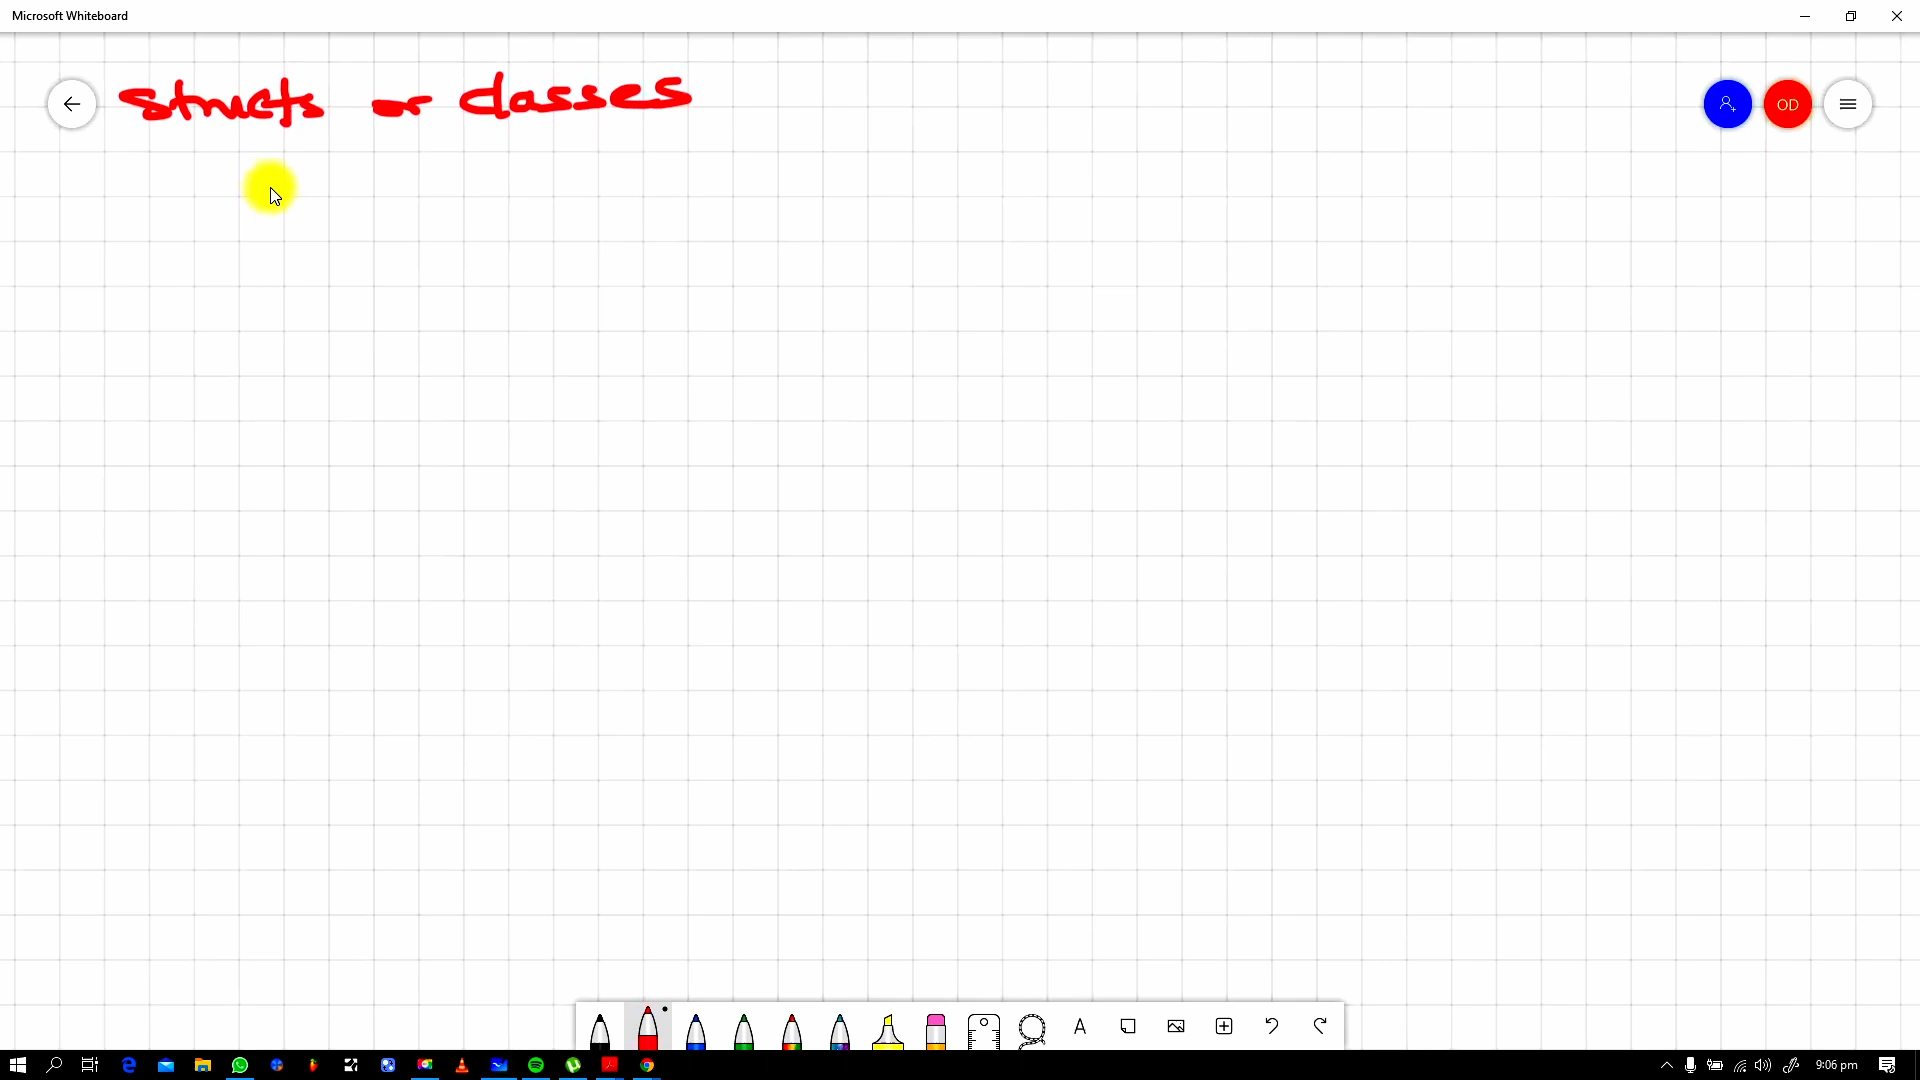 Microsoft Whiteboard
structs or classes
OD
A
9:06 pm